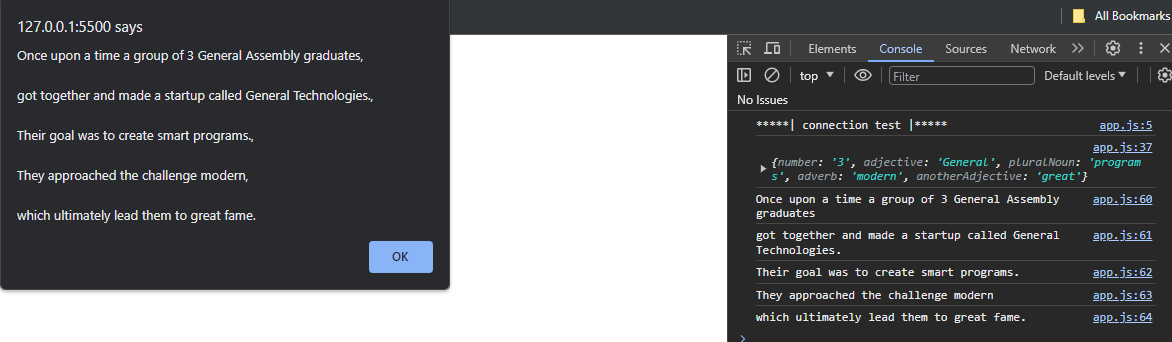 127.0.0.1:5500 says
Once upon a time a group of 3 General Assembly graduates,
got together and made a startup called General Technologies.,
Their goal was to create smart programs.,
They approached the challenge modern,
which ultimately lead them to great fame.
OK
All Bookmarks
Elements Console Sources Network
top Filter Default levels
No Issues
*****| connection test |***** app.js:5
app.js:37
{number: '3', adjective: 'General', pluralNoun: 'program
s', adverb: 'modern', anotherAdjective: 'great'}
Once upon a time a group of 3 General Assembly app.js:60
graduates
got together and made a startup called General app.js:61
Technologies.
Their goal was to create smart programs. app.js:62
They approached the challenge modern app.js:63
which ultimately lead them to great fame. app.js:64